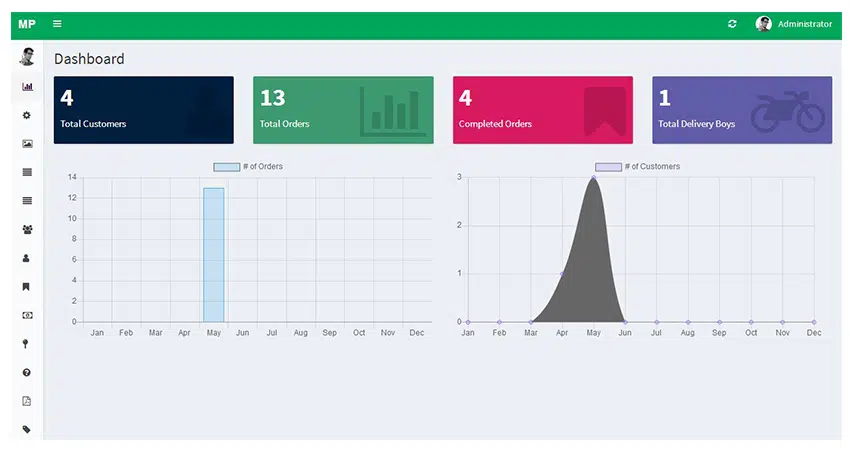 MP
Administrator
Dashboard
4
Total Customers
13
Total Orders
4
Completed Orders
1
Total Delivery Boys
# of Orders
14
12
10
8
6
4
2
0
Jan Feb Mar Apr May Jun Jul Aug Sep Oct Nov Dec
# of Customers
3
2
1
0
Jan Feb Mar Apr May Jun Jul Aug Sep Oct Nov Dec